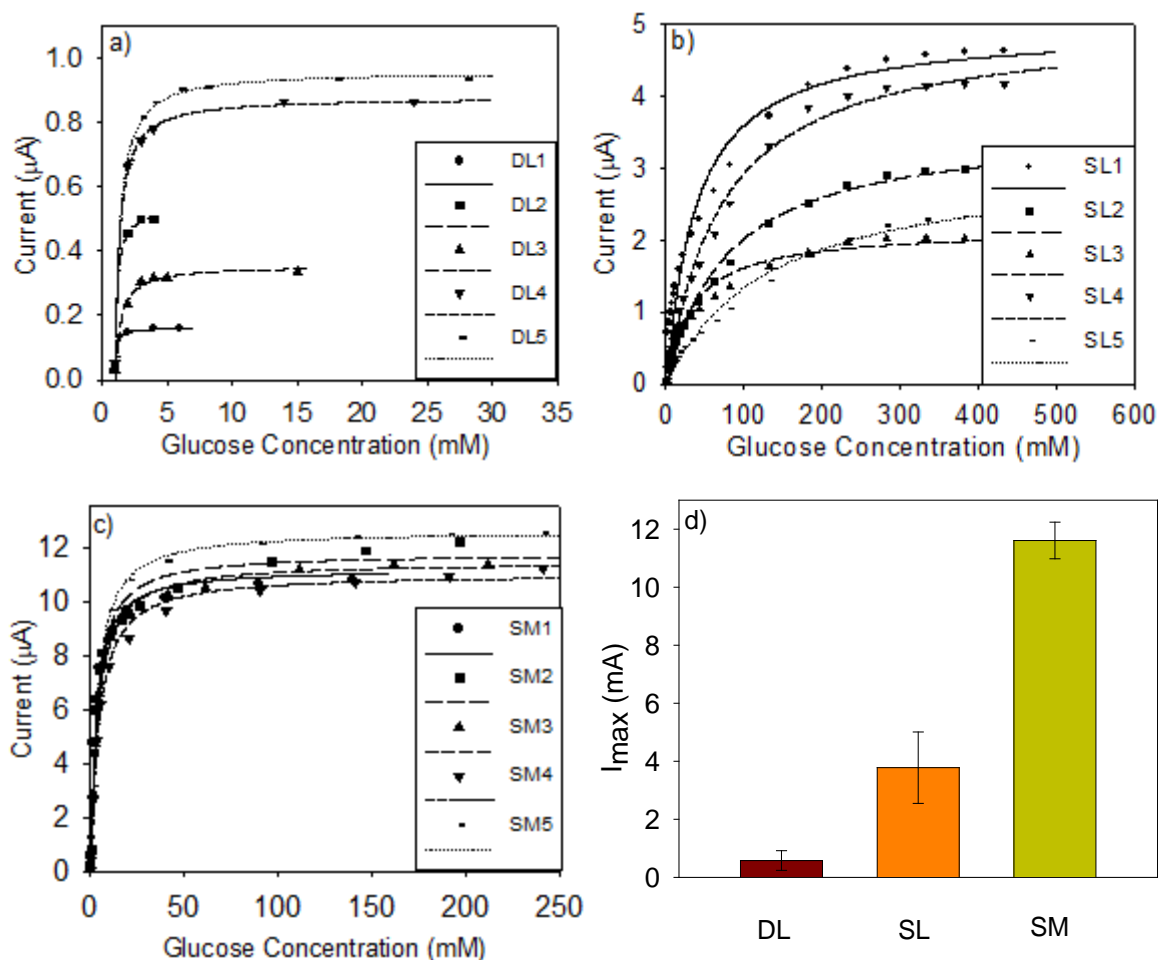 a)
1.0
0.8
0.6
0.4
0.2
0.0
Current (μA)
0 5 10 15 20 25 30 35
Glucose Concentration (mM)
DL1
DL2
DL3
DL4
DL5
b)
5
4
3
2
1
0
Current (μA)
0 100 200 300 400 500 600
Glucose Concentration (mM)
SL1
SL2
SL3
SL4
SL5
c)
12
10
8
6
4
2
0
Current (μA)
0 50 100 150 200 250
Glucose Concentration (mM)
SM1
SM2
SM3
SM4
SM5
d)
12
10
8
6
4
2
0
Imax (mA)
DL SL SM